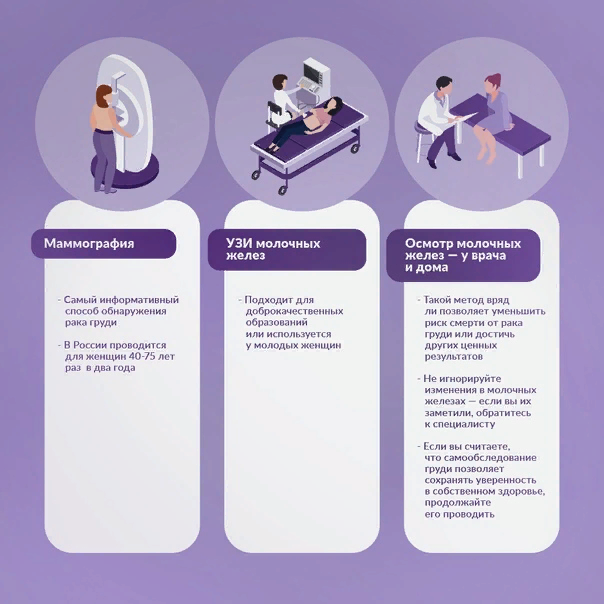 Маммография
- Самый информативный
способ обнаружения
рака груди
- В России проводится
для женщин 40-75 лет
раз в два года
УЗИ молочных
желез
- Подходит для
доброкачественных
образований
или используется
у молодых женщин
Осмотр молочных
желез — у врача
и дома
- Такой метод вряд
ли позволяет уменьшить
риск смерти от рака
груди или достичь
других ценных
результатов
- Не игнорируйте
изменения в молочных
железах — если вы их
заметили, обратитесь
к специалисту
- Если вы считаете,
что самообследование
груди позволяет
сохранять уверенность
в собственном здоровье,
продолжайте
его проводить